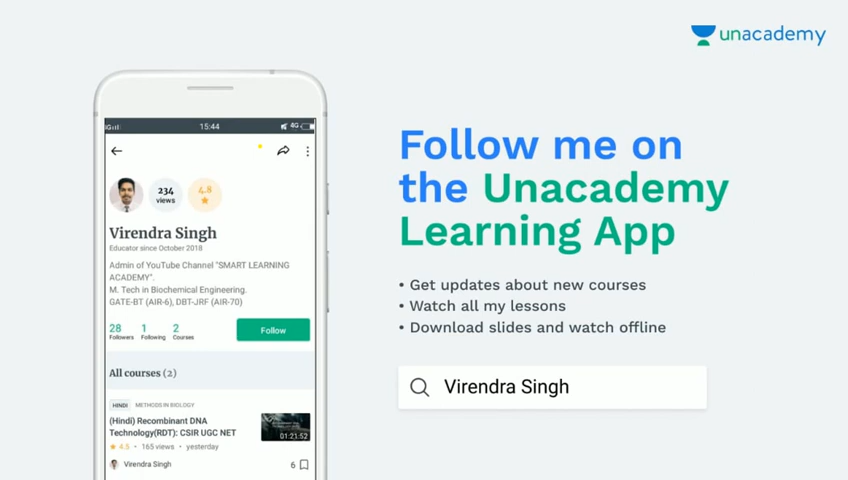 unacademy
3G
15:44
4G
234
views
4.8
Virendra Singh
Educator since October 2018
Admin of YouTube Channel "SMART LEARNING
ACADEMY".
M. Tech in Biochemical Engineering.
GATE-BT (AIR-6), DBT-JRF (AIR-70)
28
Followers
1
Following
2
Courses
Follow
All courses (2)
HINDI METHODS IN BIOLOGY
(Hindi) Recombinant DNA
Technology(RDT): CSIR UGC NET
01:21:52
4.5 • 165 views • yesterday
Virendra Singh
6
Follow me on
the Unacademy
Learning App
• Get updates about new courses
• Watch all my lessons
• Download slides and watch offline
Virendra Singh